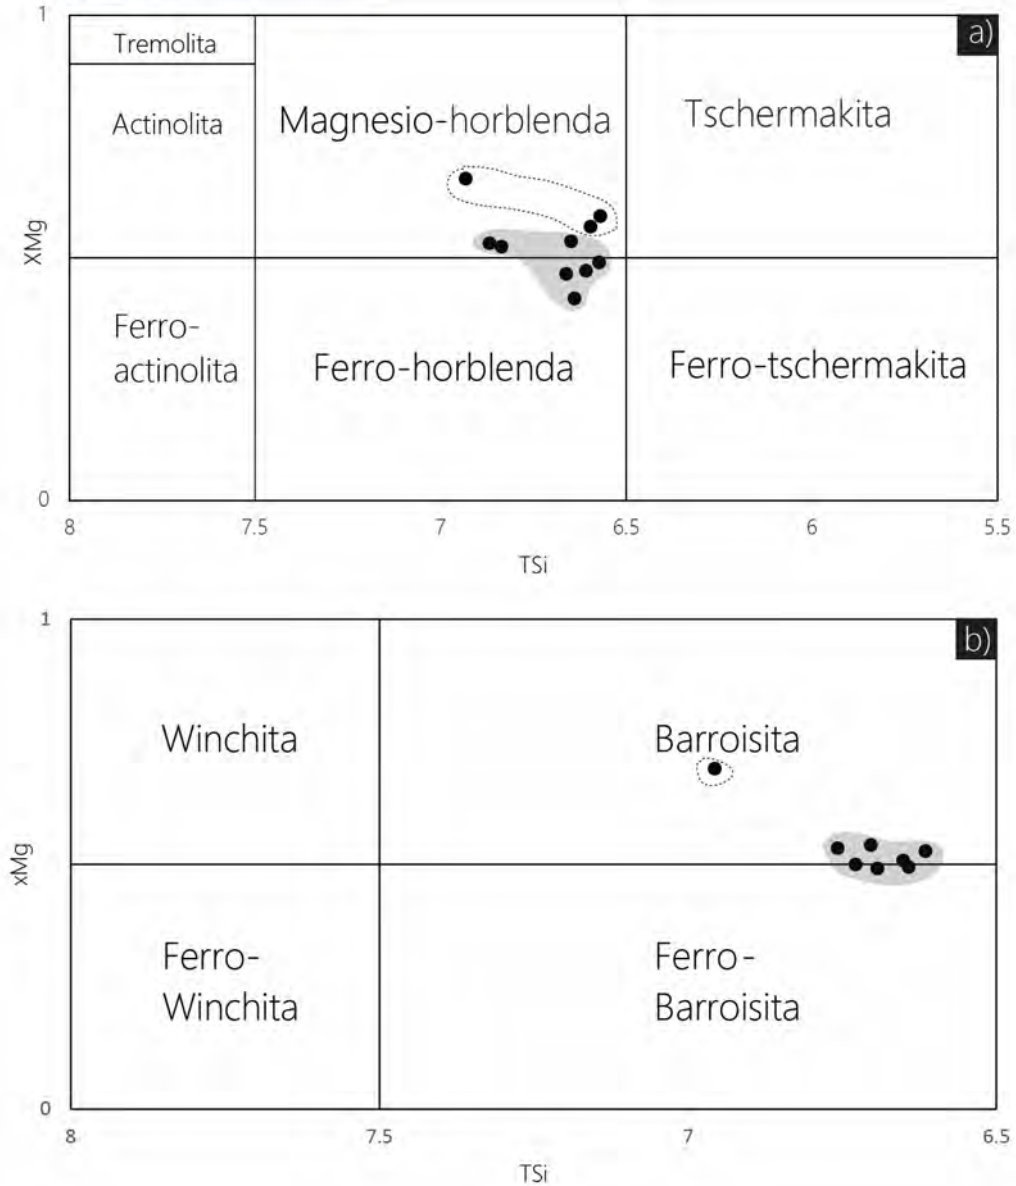 1
a)
Tremolita
Actinolita
Magnesio-horblenda
Tschermakita
XMg
Ferro-
actinolita
Ferro-horblenda
Ferro-tschermakita
0
8
7.5
7
6.5
6
5.5
TSi
1
b)
Winchita
Barroisita
xMg
Ferro-
Winchita
Ferro-
Barroisita
0
8
7.5
7
6.5
TSi